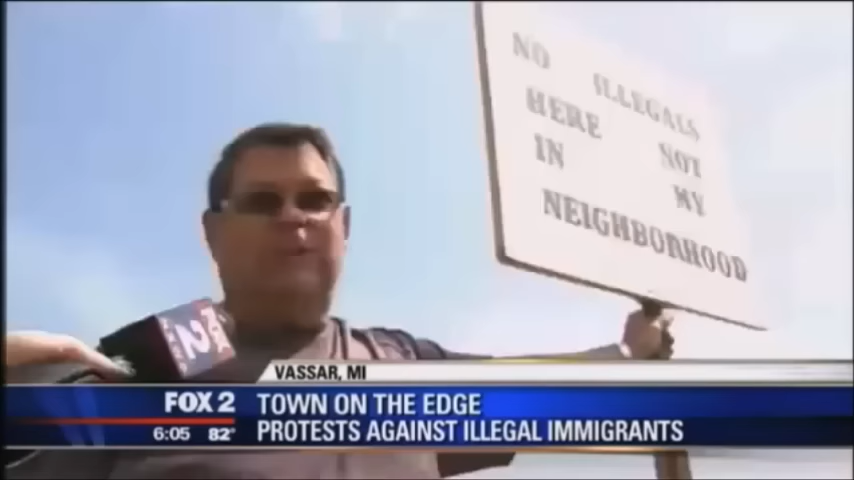 NO ILLEGALS
HERE NOT
IN MY
NEIGHBORHOOD
FOX 2
VASSAR, MI
FOX 2
TOWN ON THE EDGE
6:05 82°
PROTESTS AGAINST ILLEGAL IMMIGRANTS